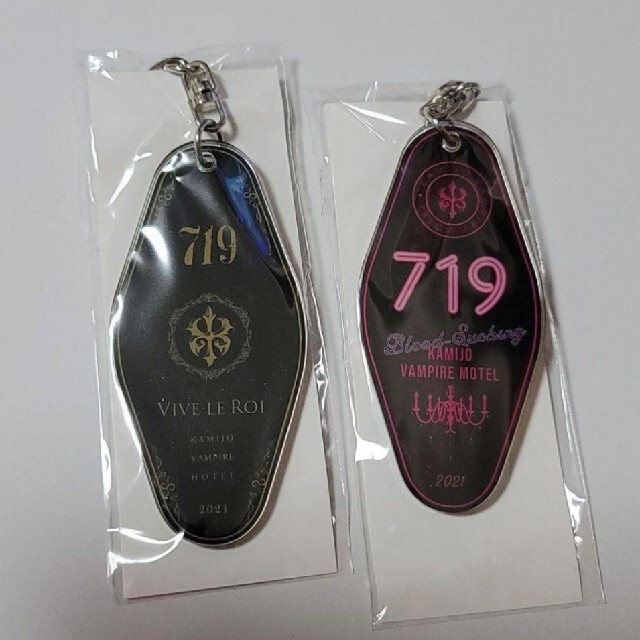 719
VIVE·LE ROI
KAMIJO
VAMPIRE
HOTEL
2021
719
Blood-Sucking
KAMIJO
VAMPIRE MOTEL
2021